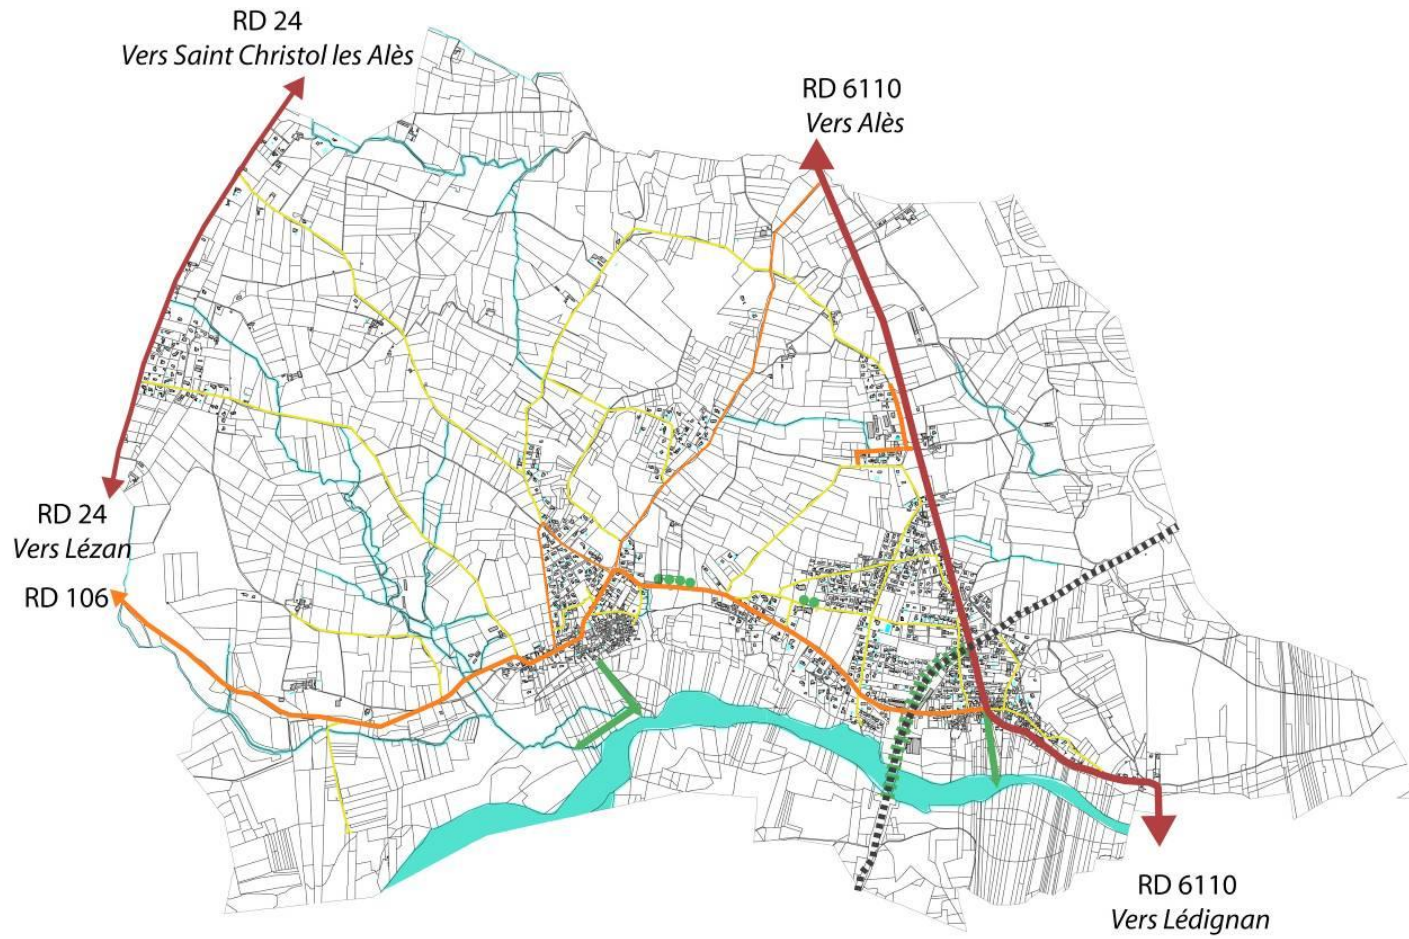 RD 24
Vers Saint Christol les Alès
RD 6110
Vers Alès
RD 24
Vers Lézan
RD 106
RD 6110
Vers Lédignan